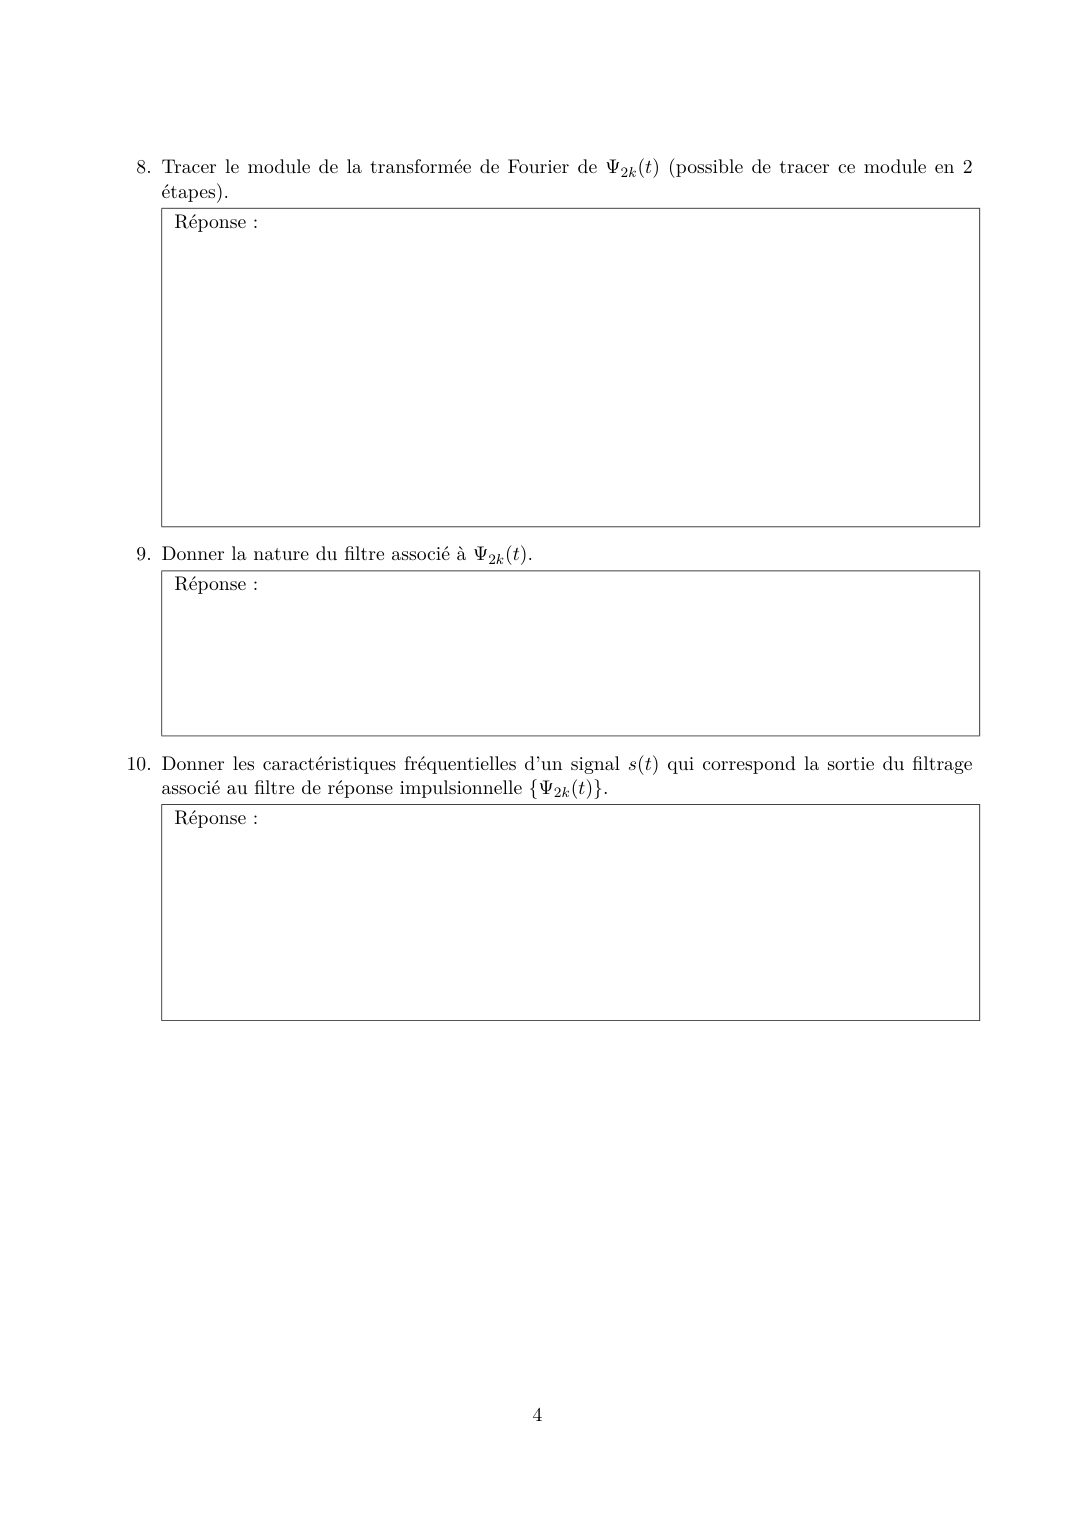 8. Tracer le module de la transformée de Fourier de Ψ₂ₖ(t) (possible de tracer ce module en 2
étapes).
Réponse :
9. Donner la nature du filtre associé à Ψ₂ₖ(t).
Réponse :
10. Donner les caractéristiques fréquentielles d'un signal s(t) qui correspond la sortie du filtrage
associé au filtre de réponse impulsionnelle {Ψ₂ₖ(t)}.
Réponse :
4